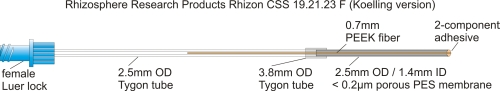 Rhizosphere Research Products Rhizon CSS 19.21.23 F (Koelling version)
0.7mm
PEEK fiber
2-component
adhesive
female
Luer lock
2.5mm OD
Tygon tube
3.8mm OD
Tygon tube
2.5mm OD / 1.4mm ID
< 0.2µm porous PES membrane